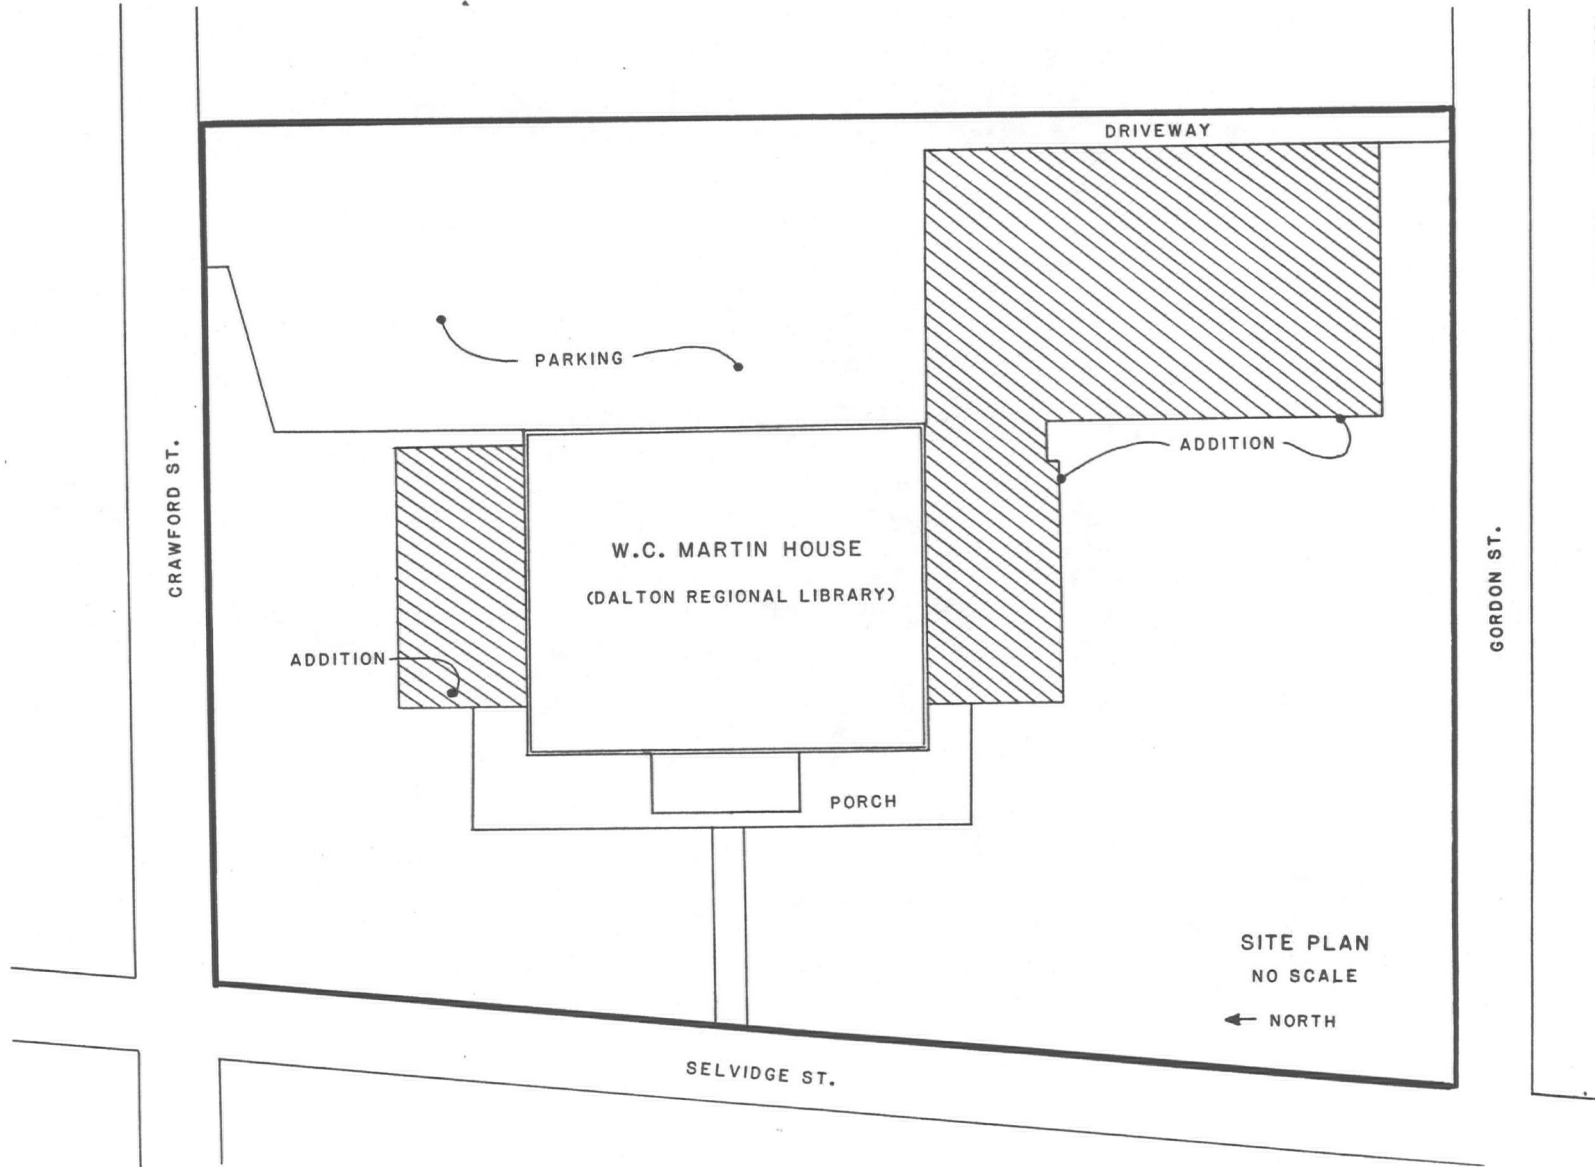 DRIVEWAY
PARKING
ADDITION
CRAWFORD ST.
W.C. MARTIN HOUSE
(DALTON REGIONAL LIBRARY)
GORDON ST.
ADDITION
PORCH
SITE PLAN
NO SCALE
NORTH
SELVIDGE ST.